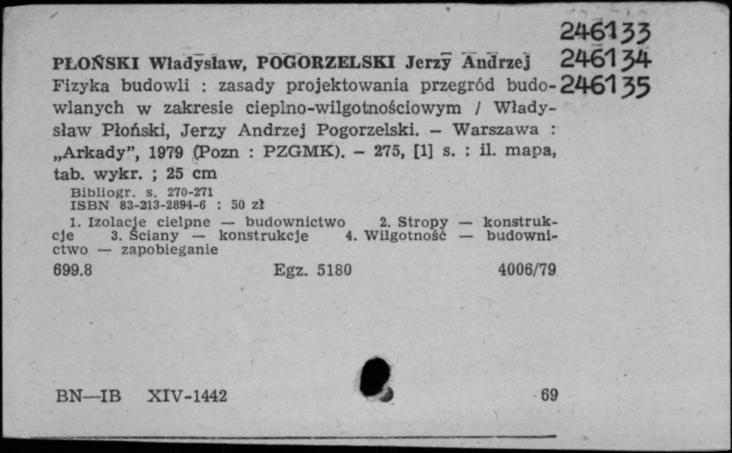 246133
PŁOŃSKI Władysław, POGORZELSKI Jerzy Andrzej 246134
Fizyka budowli : zasady projektowania przegród budo- 246135
wlanych w zakresie cieplno-wilgotnościowym / Włady-
sław Płoński, Jerzy Andrzej Pogorzelski. — Warszawa :
„Arkady”, 1979 (Pozn : PZGMK). — 275, [1] s. : il. mapa,
tab. wykr. ; 25 cm
Bibliogr. s. 270-271
ISBN 83-213-2894-6 : 50 zł
1. Izolacje cielpne — budownictwo 2. Stropy — konstruk-
cje 3. Ściany — konstrukcje 4. Wilgotność — budowni-
ctwo — zapobieganie
699.8 Egz. 5180 4006/79
BN—IB XIV-1442 69